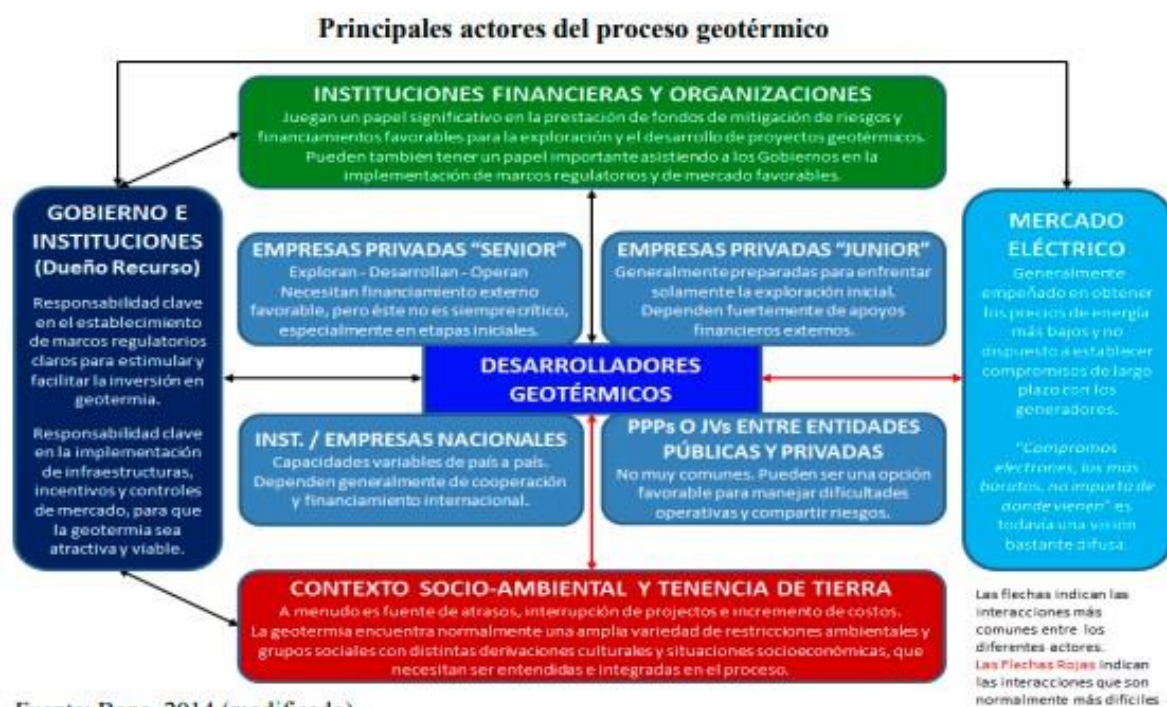 Principales actores del proceso geotérmico
INSTITUCIONES FINANCIERAS Y ORGANIZACIONES
Juegan un papel significativo en la prestación de fondos de mitigación de riesgos y
financiamientos favorables para la exploración y el desarrollo de proyectos geotérmicos.
Pueden también tener un papel importante asistiendo a los Gobiernos en la
implementación de marcos regulatorios y de mercado favorables.
GOBIERNO E
INSTITUCIONES
(Dueño Recurso)
Responsabilidad clave
en el establecimiento
de marcos regulatorios
claros para estimular y
facilitar la inversión en
geotermia.
Responsabilidad clave
en la implementación
de infraestructuras,
incentivos y controles
de mercado, para que
la geotermia sea
atractiva y viable.
EMPRESAS PRIVADAS "SENIOR"
Exploran - Desarrollan - Operan
Necesitan financiamiento externo
favorable, pero éste no es siempre crítico,
especialmente en etapas iniciales.
EMPRESAS PRIVADAS "JUNIOR"
Generalmente preparadas para enfrentar
solamente la exploración inicial.
Dependen fuertemente de apoyos
financieros externos.
DESARROLLADORES
GEOTÉRMICOS
INST. / EMPRESAS NACIONALES
Capacidades variables de país a país.
Dependen generalmente de cooperación
y financiamiento internacional.
PPPs O JVs ENTRE ENTIDADES
PÚBLICAS Y PRIVADAS
No muy comunes. Pueden ser una opción
favorable para manejar dificultades
operativas y compartir riesgos.
MERCADO
ELÉCTRICO
Generalmente
empeñado en obtener
los precios de energía
más bajos y no
dispuesto a establecer
compromisos de largo
plazo con los
generadores.
"Compramos
electrones, los más
baratos, no importa de
donde vienen" es
todavía una visión
bastante difusa.
CONTEXTO SOCIO-AMBIENTAL Y TENENCIA DE TIERRA
A menudo es fuente de atrasos, interrupción de projectos e incremento de costos.
La geotermia encuentra normalmente una amplia variedad de restricciones ambientales y
grupos sociales con distintas derivaciones culturales y situaciones socioeconómicas, que
necesitan ser entendidas e integradas en el proceso.
Las flechas indican las
interacciones más
comunes entre los
diferentes actores.
Las Flechas Rojas indican
las interacciones que son
normalmente más difíciles